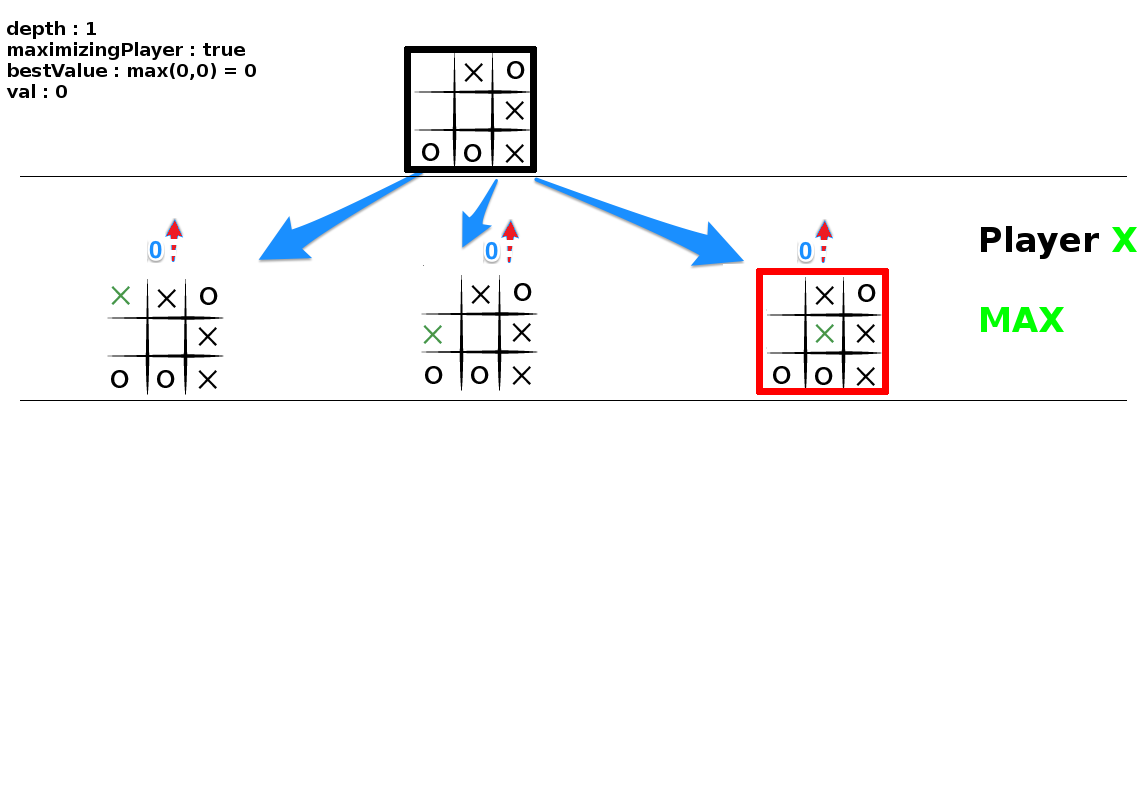 depth : 1
maximizingPlayer : true
bestValue : max(0,0) = 0
val : 0
X O
X
O O X
Player X
0 0 0
MAX
X X O
X
O O X
X O
X X
O O X
X O
X X
O O X